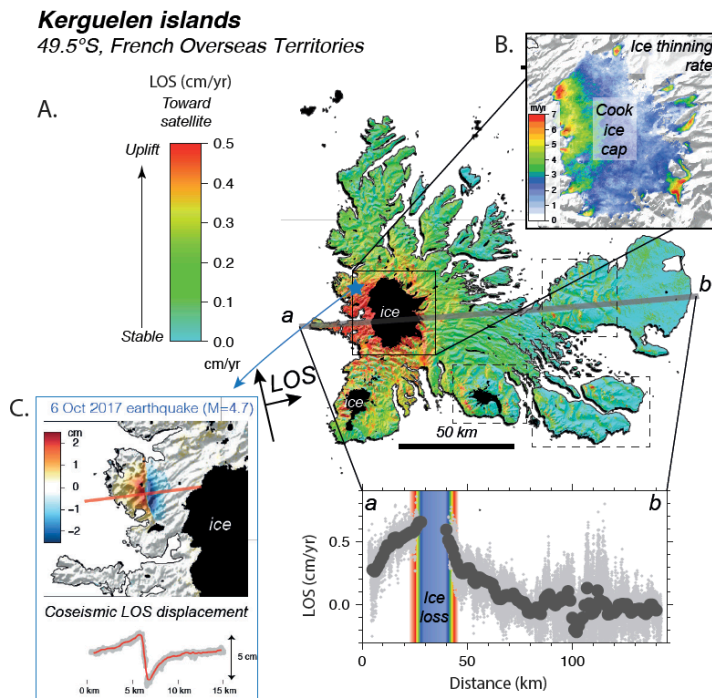 Kerguelen islands
49.5°S, French Overseas Territories
A.
LOS (cm/yr)
Toward
satellite
Uplift
Stable
0.5
0.4
0.3
0.2
0.1
0.0
cm/yr
LOS
ice
ice
a
b
50 km
B.
Ice thinning
rate
m/yr
7
6
5
4
3
2
1
0
Cook
ice
cap
C.
6 Oct 2017 earthquake (M=4.7)
cm
2
1
0
−1
−2
ice
Coseismic LOS displacement
5 cm
0 km
5 km
10 km
15 km
a
b
LOS (cm/yr)
0.5
0.0
Ice
loss
0
50
100
Distance (km)